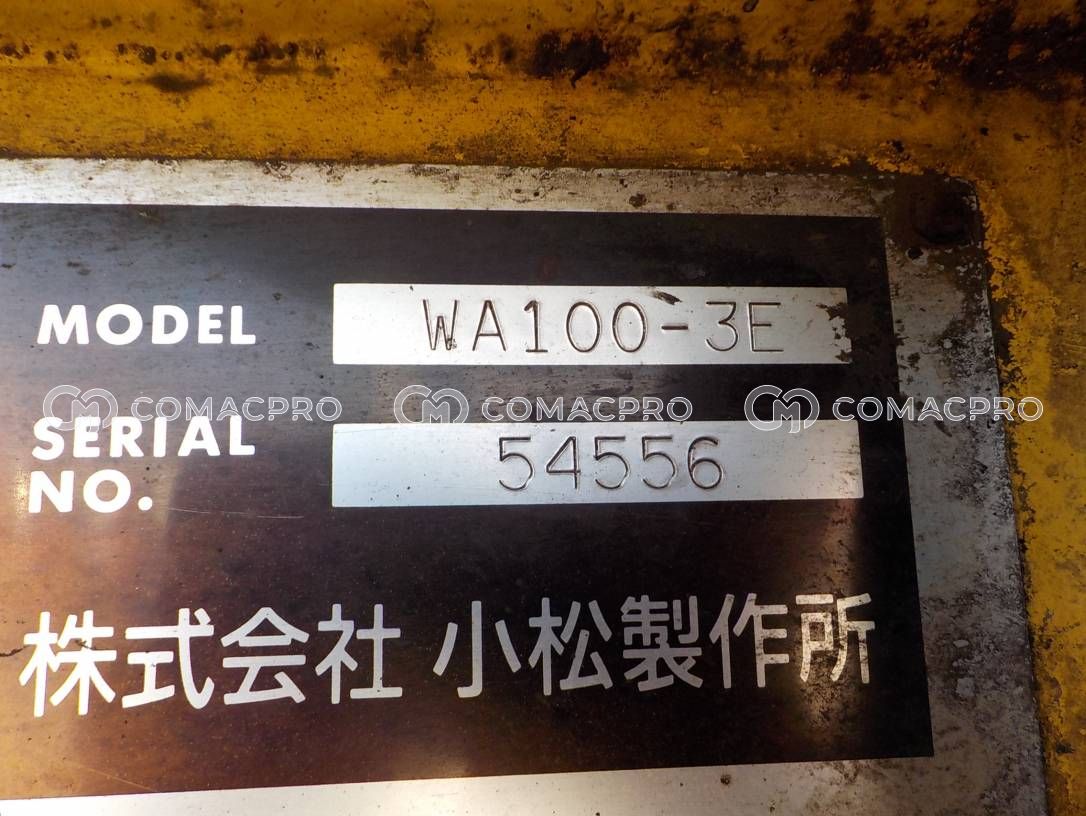 MODEL WA100-3E
COMACPRO COMACPRO COMACPRO
SERIAL
NO. 54556
株式会社 小松製作所